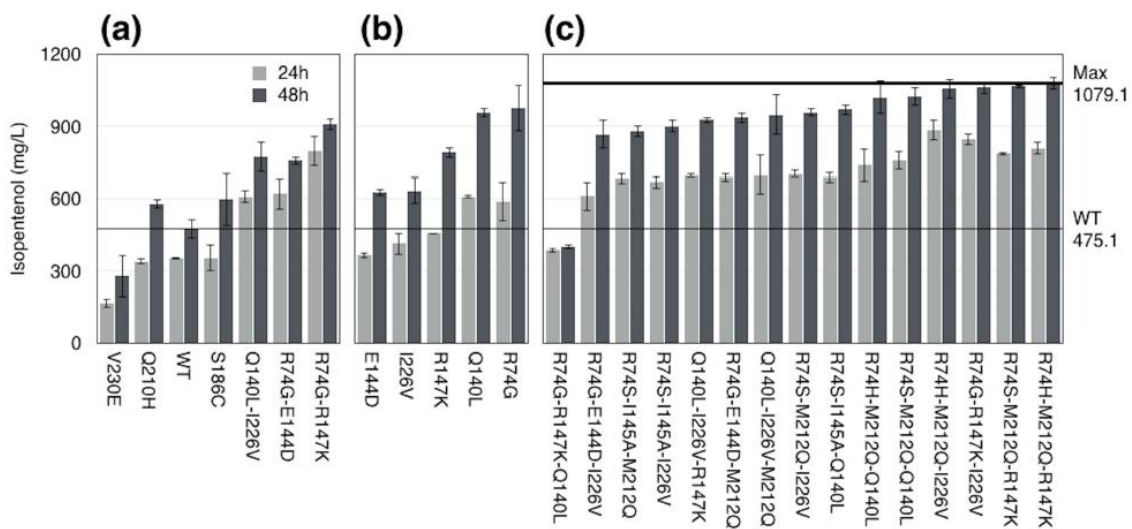 (a)
(b)
(c)
1200
900
600
300
0
Isopentenol (mg/L)
24h
48h
Max
1079.1
WT
475.1
V230E
Q210H
WT
S186C
Q140L-I226V
R74G-E144D
R74G-R147K
E144D
I226V
R147K
Q140L
R74G
R74G-R147K-Q140L
R74G-E144D-I226V
R74S-I145A-M212Q
R74S-I145A-I226V
Q140L-I226V-R147K
R74G-E144D-M212Q
Q140L-I226V-M212Q
R74S-M212Q-I226V
R74S-I145A-Q140L
R74H-M212Q-Q140L
R74S-M212Q-Q140L
R74H-M212Q-I226V
R74G-R147K-I226V
R74S-M212Q-R147K
R74H-M212Q-R147K